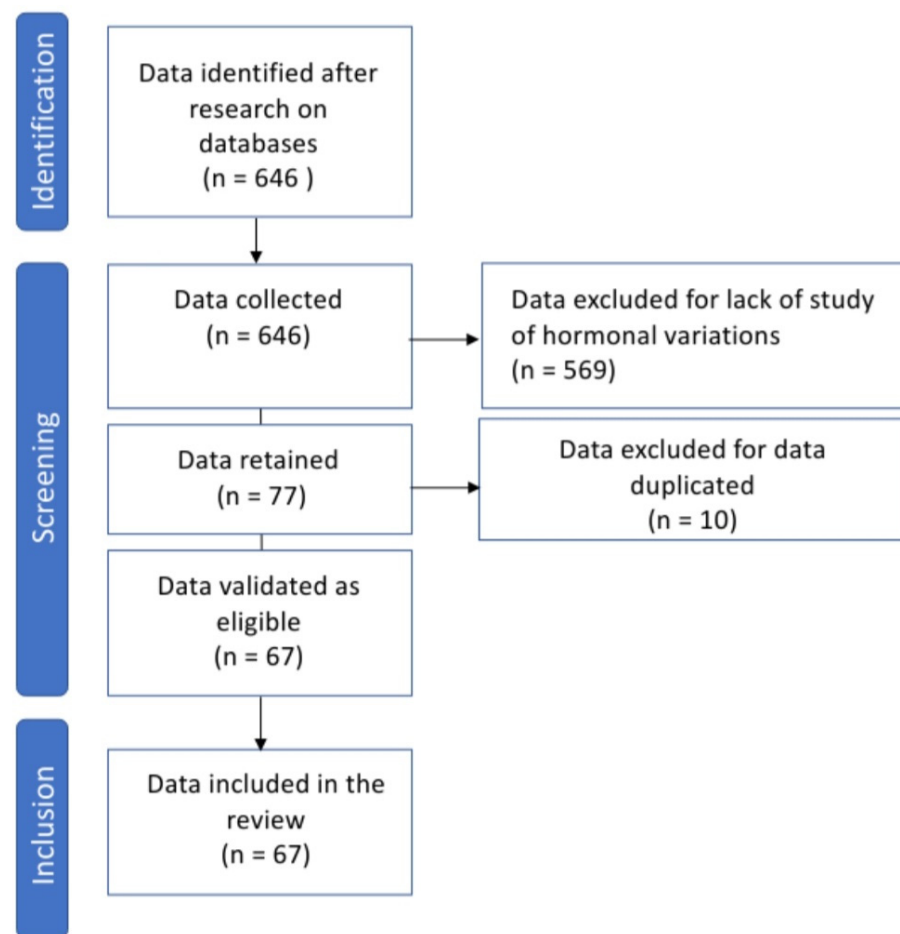 Identification
Data identified after
research on
databases
(n = 646 )
Screening
Data collected
(n = 646)
Data excluded for lack of study
of hormonal variations
(n = 569)
Data retained
(n = 77)
Data excluded for data
duplicated
(n = 10)
Data validated as
eligible
(n = 67)
Inclusion
Data included in the
review
(n = 67)